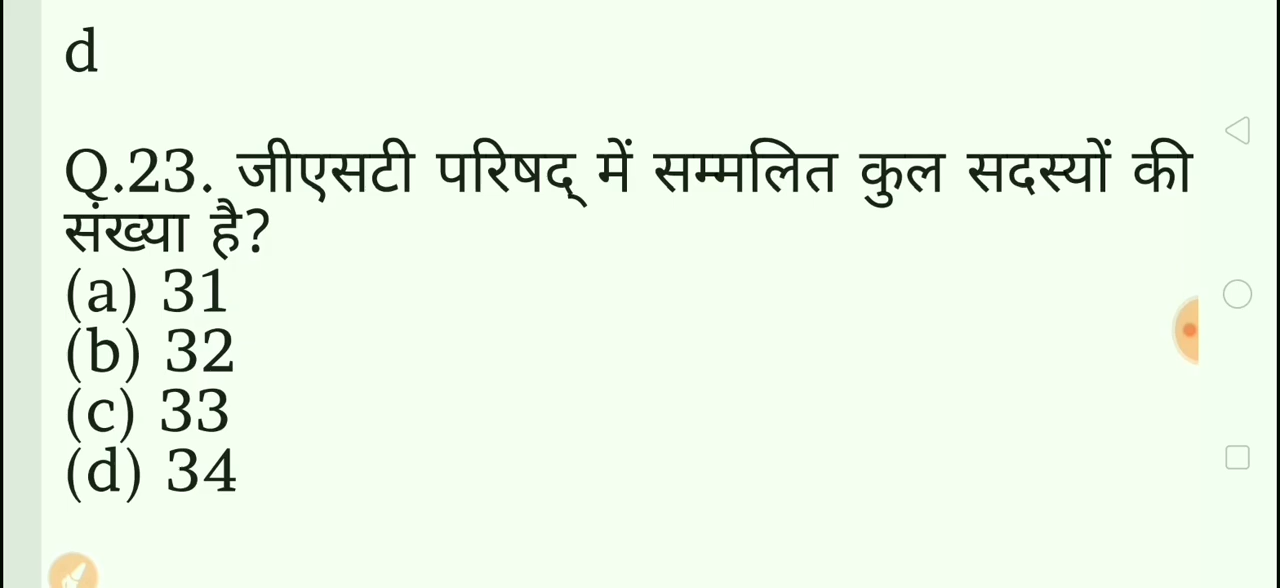 d
Q.23. जीएसटी परिषद् में सम्मलित कुल सदस्यों की
संख्या है?
(a) 31
(b) 32
(c) 33
(d) 34